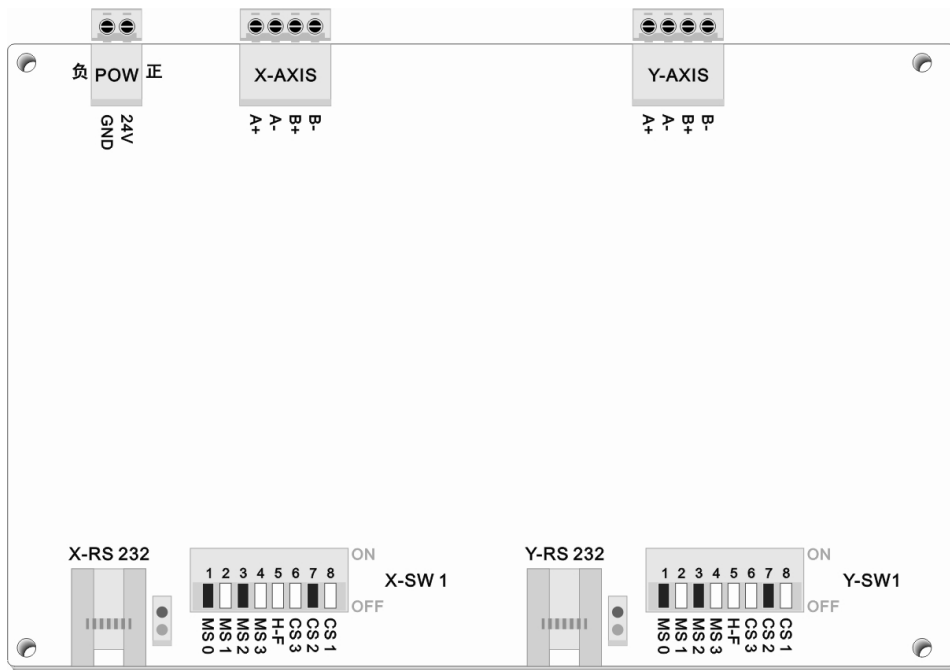 负 POW 正
GND
24V
X-AXIS
A+
A-
B+
B-
Y-AXIS
A+
A-
B+
B-
X-RS 232
ON
1 2 3 4 5 6 7 8
OFF
X-SW 1
MS 0
MS 1
MS 2
MS 3
H-F
CS 3
CS 2
CS 1
Y-RS 232
ON
1 2 3 4 5 6 7 8
OFF
Y-SW1
MS 0
MS 1
MS 2
MS 3
H-F
CS 3
CS 2
CS 1